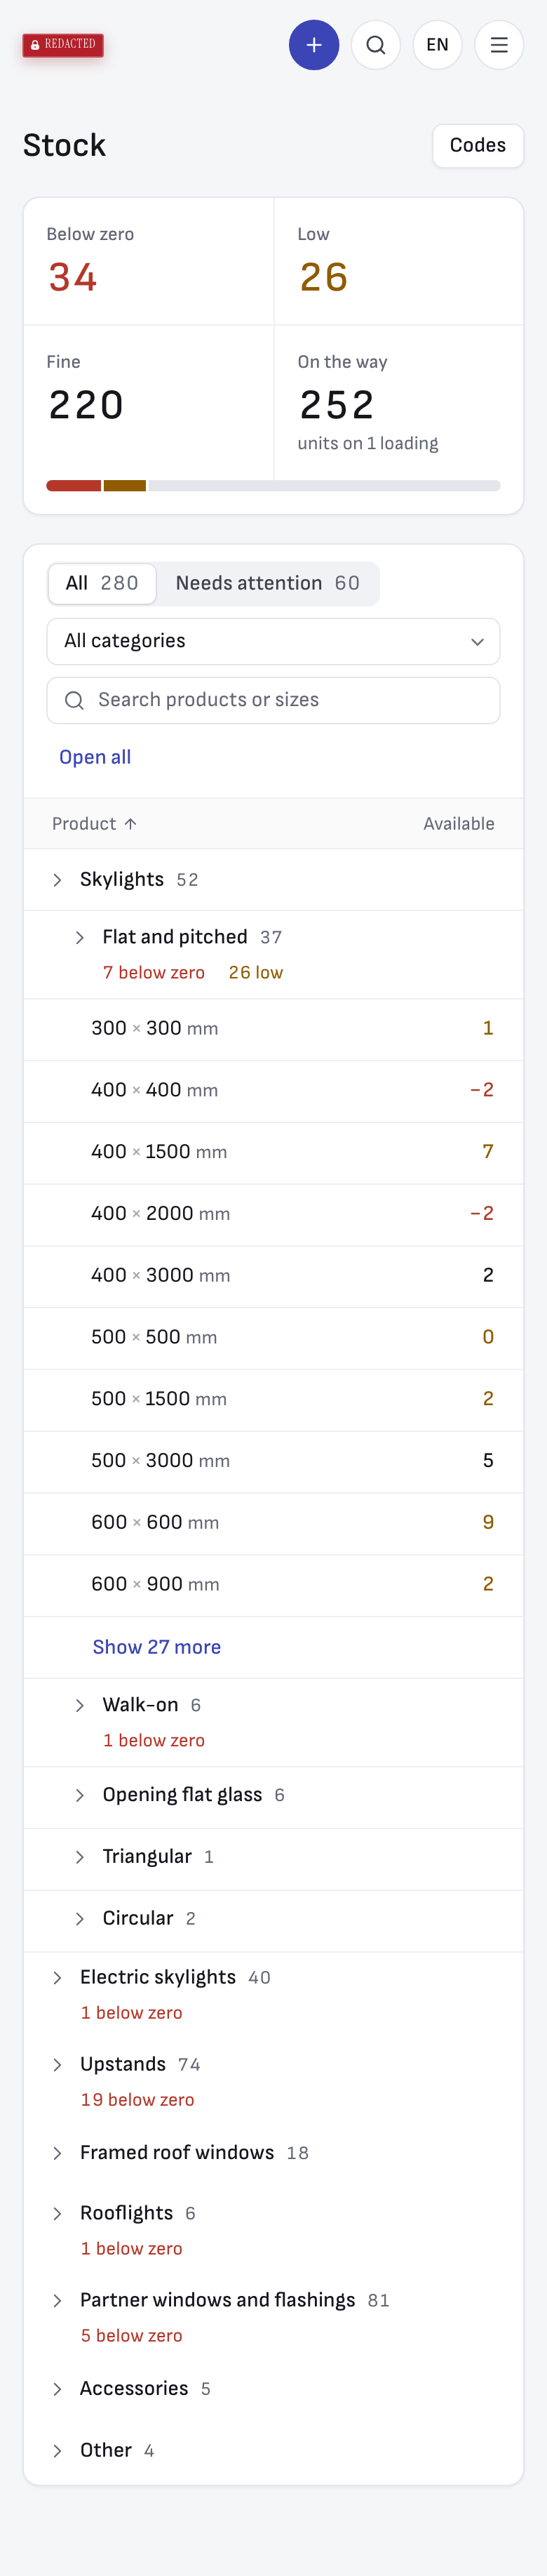 REDACTED
EN
Stock
Codes
Below zero
34
Low
26
Fine
220
On the way
252
units on 1 loading
All 280
Needs attention 60
All categories
Search products or sizes
Open all
Product ↑
Available
Skylights 52
Flat and pitched 37
7 below zero 26 low
300 × 300 mm 1
400 × 400 mm −2
400 × 1500 mm 7
400 × 2000 mm −2
400 × 3000 mm 2
500 × 500 mm 0
500 × 1500 mm 2
500 × 3000 mm 5
600 × 600 mm 9
600 × 900 mm 2
Show 27 more
Walk-on 6
1 below zero
Opening flat glass 6
Triangular 1
Circular 2
Electric skylights 40
1 below zero
Upstands 74
19 below zero
Framed roof windows 18
Rooflights 6
1 below zero
Partner windows and flashings 81
5 below zero
Accessories 5
Other 4